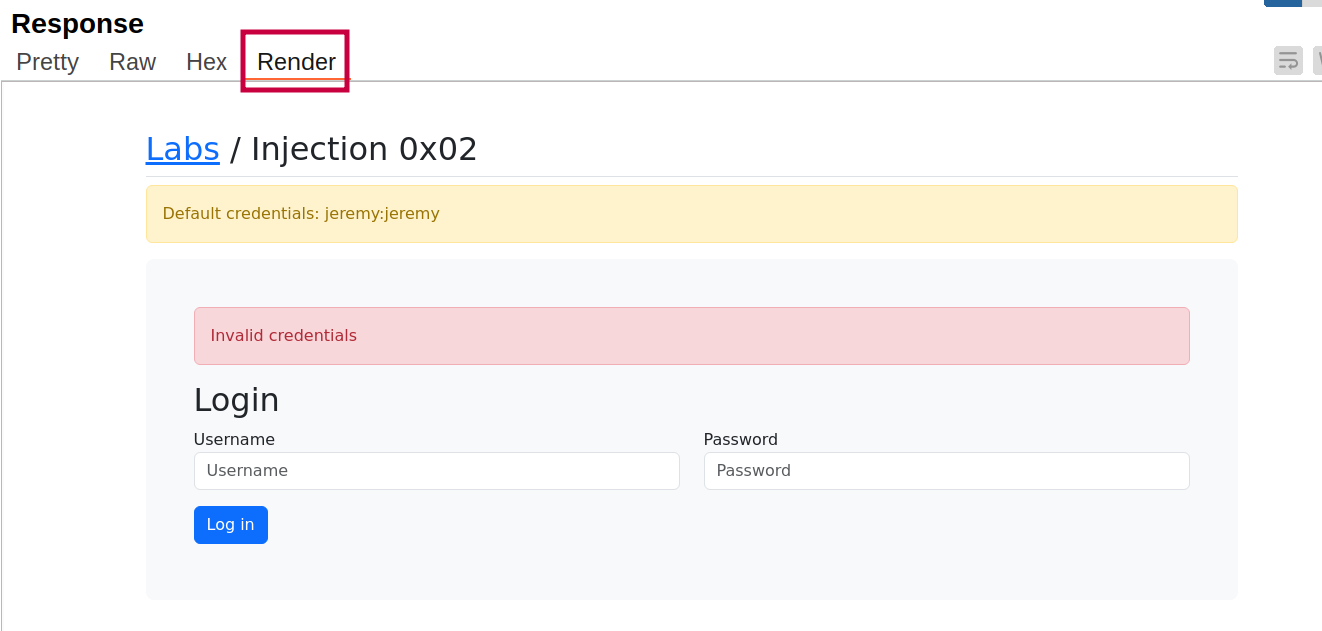 Response
Pretty Raw Hex Render
Labs / Injection 0x02
Default credentials: jeremy:jeremy
Invalid credentials
Login
Username Password
Username Password
Log in